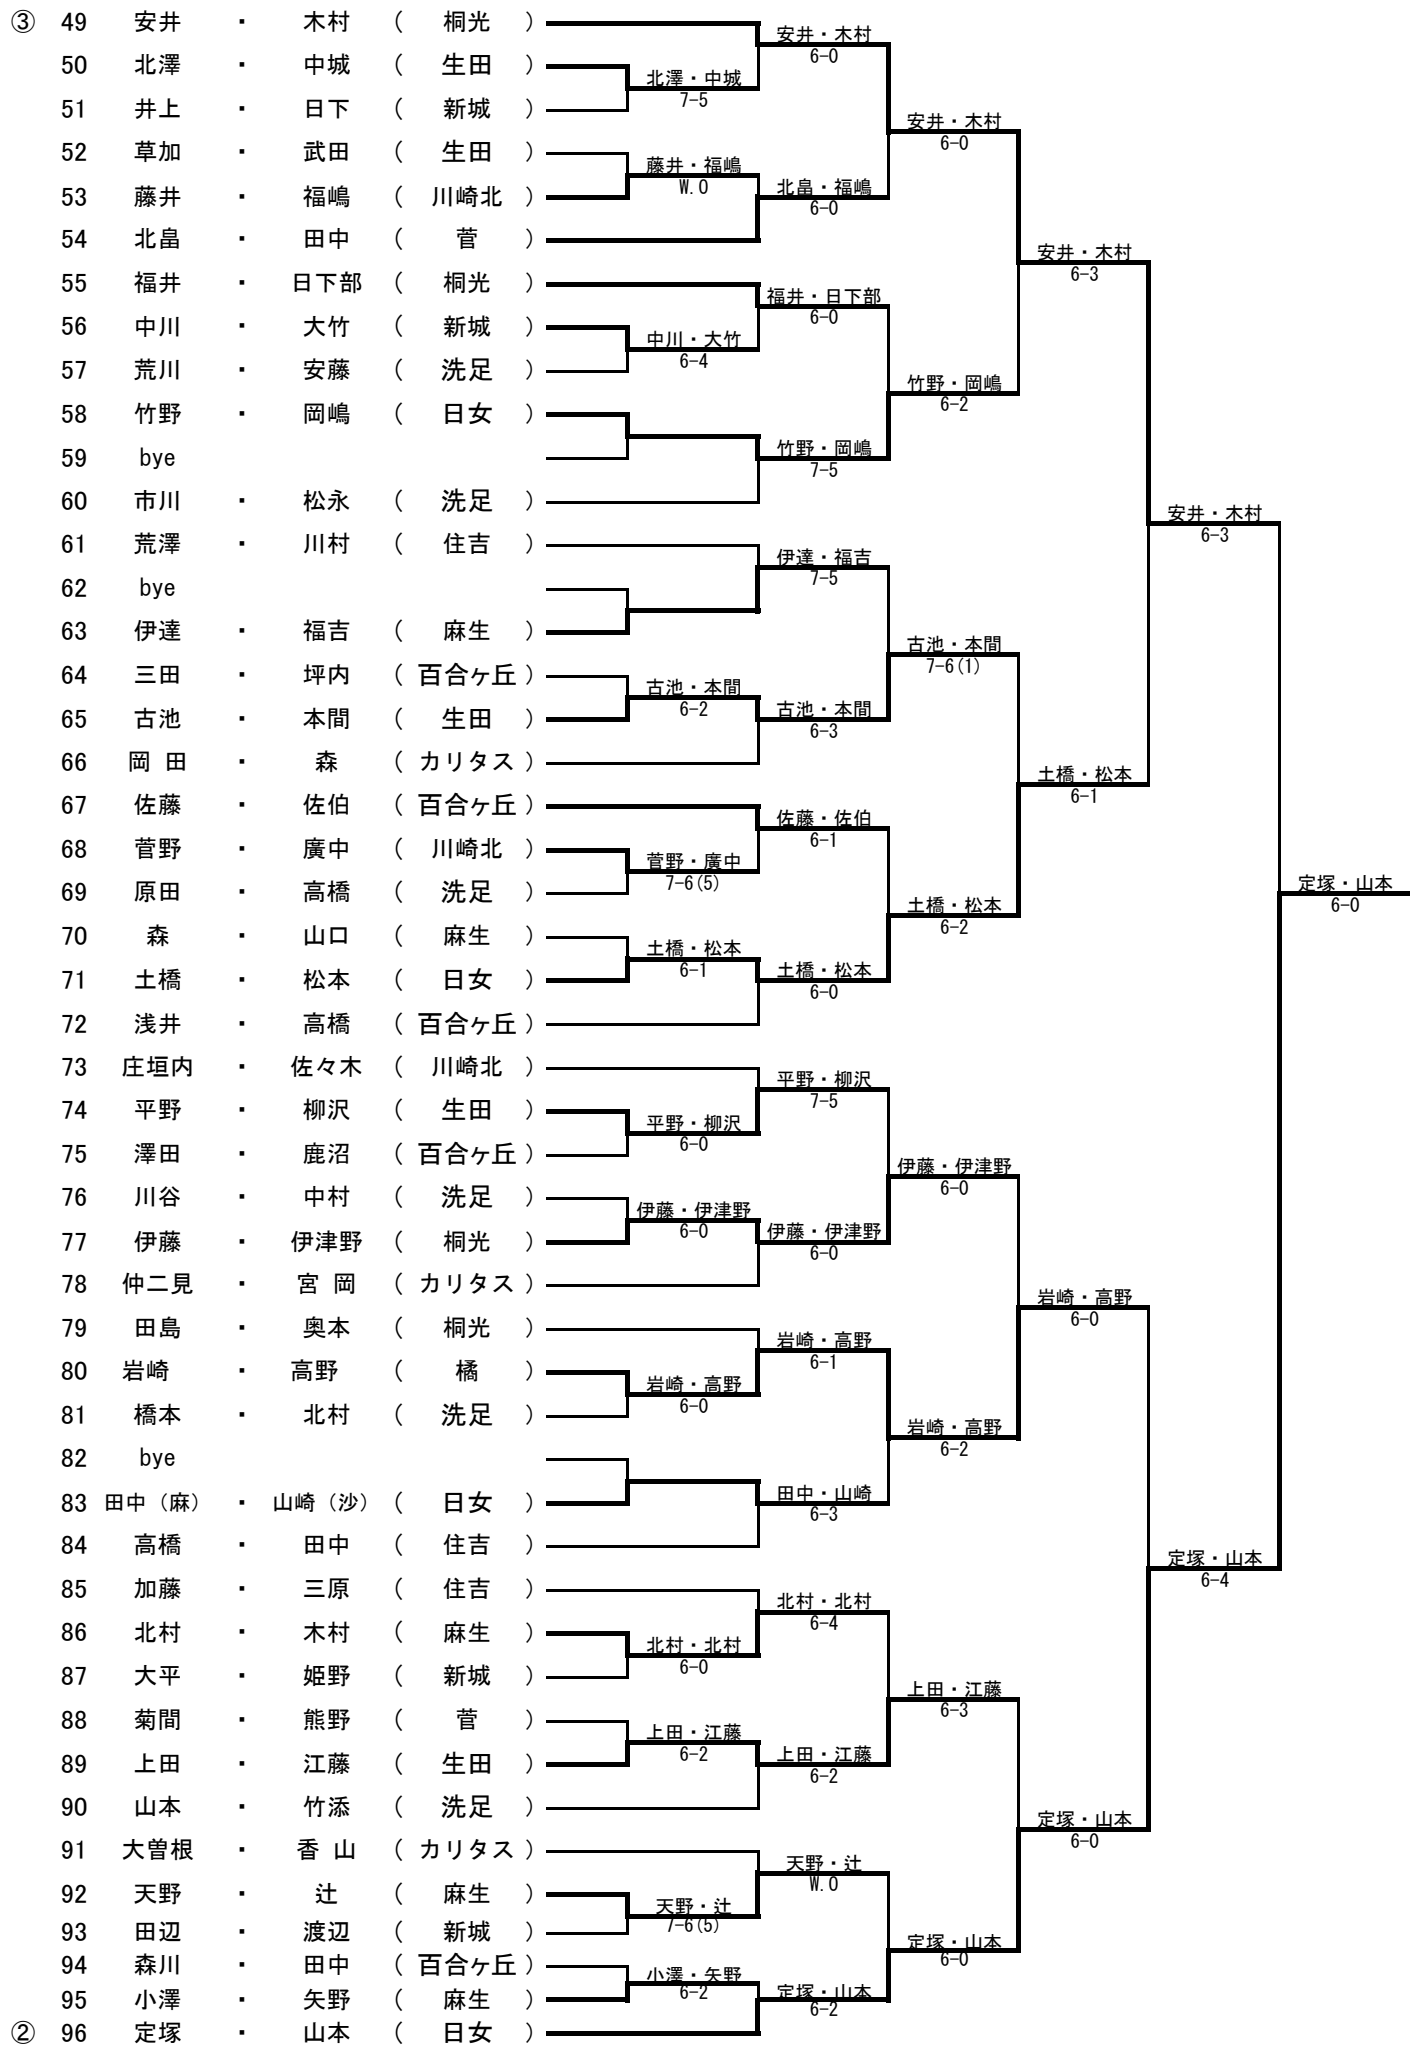 ③ 49 安井 ・ 木村 ( 桐光 )
安井・木村
6-0
50 北澤 ・ 中城 ( 生田 )
北澤・中城
7-5
51 井上 ・ 日下 ( 新城 )
安井・木村
6-0
52 草加 ・ 武田 ( 生田 )
藤井・福嶋
W.O
53 藤井 ・ 福嶋 ( 川崎北 )
北畠・福嶋
6-0
54 北畠 ・ 田中 ( 菅 )
安井・木村
6-3
55 福井 ・ 日下部 ( 桐光 )
福井・日下部
6-0
56 中川 ・ 大竹 ( 新城 )
中川・大竹
6-4
57 荒川 ・ 安藤 ( 洗足 )
竹野・岡嶋
6-2
58 竹野 ・ 岡嶋 ( 日女 )
竹野・岡嶋
7-5
59 bye
60 市川 ・ 松永 ( 洗足 )
安井・木村
6-3
61 荒澤 ・ 川村 ( 住吉 )
伊達・福吉
7-5
62 bye
63 伊達 ・ 福吉 ( 麻生 )
古池・本間
7-6(1)
64 三田 ・ 坪内 ( 百合ヶ丘 )
古池・本間
6-2
65 古池 ・ 本間 ( 生田 )
古池・本間
6-3
66 岡 田 ・ 森 ( カリタス )
土橋・松本
6-1
67 佐藤 ・ 佐伯 ( 百合ヶ丘 )
佐藤・佐伯
6-1
68 菅野 ・ 廣中 ( 川崎北 )
菅野・廣中
7-6(5)
69 原田 ・ 高橋 ( 洗足 )
定塚・山本
6-0
土橋・松本
6-2
70 森 ・ 山口 ( 麻生 )
土橋・松本
6-1
71 土橋 ・ 松本 ( 日女 )
土橋・松本
6-0
72 浅井 ・ 高橋 ( 百合ヶ丘 )
73 庄垣内 ・ 佐々木 ( 川崎北 )
平野・柳沢
7-5
74 平野 ・ 柳沢 ( 生田 )
平野・柳沢
6-0
75 澤田 ・ 鹿沼 ( 百合ヶ丘 )
伊藤・伊津野
6-0
76 川谷 ・ 中村 ( 洗足 )
伊藤・伊津野
6-0
77 伊藤 ・ 伊津野 ( 桐光 )
伊藤・伊津野
6-0
78 仲二見 ・ 宮 岡 ( カリタス )
岩崎・高野
6-0
79 田島 ・ 奥本 ( 桐光 )
岩崎・高野
6-1
80 岩崎 ・ 高野 ( 橘 )
岩崎・高野
6-0
81 橋本 ・ 北村 ( 洗足 )
岩崎・高野
6-2
82 bye
83 田中（麻） ・ 山崎（沙） ( 日女 )
田中・山崎
6-3
84 高橋 ・ 田中 ( 住吉 )
定塚・山本
6-4
85 加藤 ・ 三原 ( 住吉 )
北村・北村
6-4
86 北村 ・ 木村 ( 麻生 )
北村・北村
6-0
87 大平 ・ 姫野 ( 新城 )
上田・江藤
6-3
88 菊間 ・ 熊野 ( 菅 )
上田・江藤
6-2
89 上田 ・ 江藤 ( 生田 )
上田・江藤
6-2
90 山本 ・ 竹添 ( 洗足 )
定塚・山本
6-0
91 大曽根 ・ 香 山 ( カリタス )
天野・辻
W.O
92 天野 ・ 辻 ( 麻生 )
天野・辻
7-6(5)
93 田辺 ・ 渡辺 ( 新城 )
定塚・山本
6-0
94 森川 ・ 田中 ( 百合ヶ丘 )
小澤・矢野
6-2
95 小澤 ・ 矢野 ( 麻生 )
定塚・山本
6-2
② 96 定塚 ・ 山本 ( 日女 )